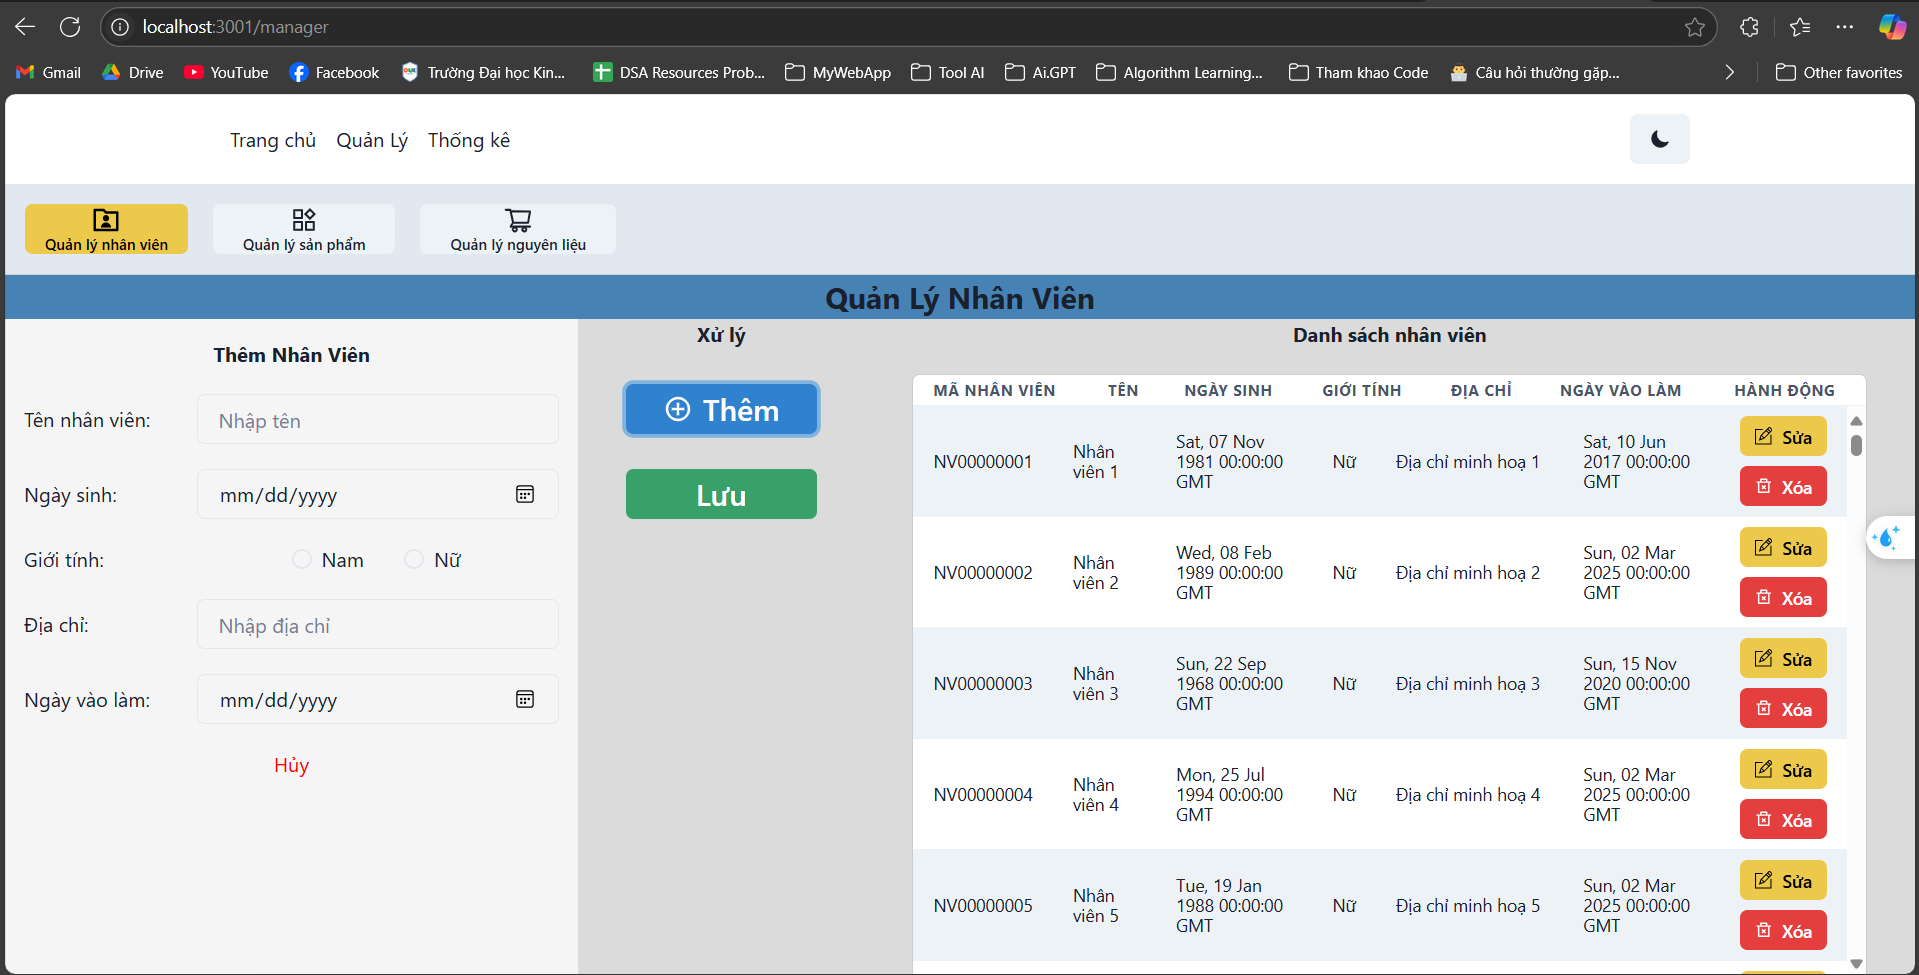 localhost:3001/manager
Gmail
Drive
YouTube
Facebook
Trường Đại học Kin...
DSA Resources Prob...
MyWebApp
Tool AI
Ai.GPT
Algorithm Learning,...
Tham khao Code
Câu hỏi thường gặp...
Other favorites
Trang chủ
Quản Lý
Thống kê
Quản lý nhân viên
Quản lý sản phẩm
Quản lý nguyên liệu
Quản Lý Nhân Viên
Thêm Nhân Viên
Tên nhân viên:
Nhập tên
Ngày sinh:
mm/dd/yyyy
Giới tính:
Nam
Nữ
Địa chỉ:
Nhập địa chỉ
Ngày vào làm:
mm/dd/yyyy
Hủy
Xử lý
Thêm
Lưu
Danh sách nhân viên
MÃ NHÂN VIÊN TÊN NGÀY SINH GIỚI TÍNH ĐỊA CHỈ NGÀY VÀO LÀM HÀNH ĐỘNG
NV00000001
Nhân
viên 1
Sat, 07 Nov
1981 00:00:00
GMT
Nữ
Địa chỉ minh hoạ 1
Sat, 10 Jun
2017 00:00:00
GMT
Sửa
Xóa
NV00000002
Nhân
viên 2
Wed, 08 Feb
1989 00:00:00
GMT
Nữ
Địa chỉ minh hoạ 2
Sun, 02 Mar
2025 00:00:00
GMT
Sửa
Xóa
NV00000003
Nhân
viên 3
Sun, 22 Sep
1968 00:00:00
GMT
Nữ
Địa chỉ minh hoạ 3
Sun, 15 Nov
2020 00:00:00
GMT
Sửa
Xóa
NV00000004
Nhân
viên 4
Mon, 25 Jul
1994 00:00:00
GMT
Nữ
Địa chỉ minh hoạ 4
Sun, 02 Mar
2025 00:00:00
GMT
Sửa
Xóa
NV00000005
Nhân
viên 5
Tue, 19 Jan
1988 00:00:00
GMT
Nữ
Địa chỉ minh hoạ 5
Sun, 02 Mar
2025 00:00:00
GMT
Sửa
Xóa